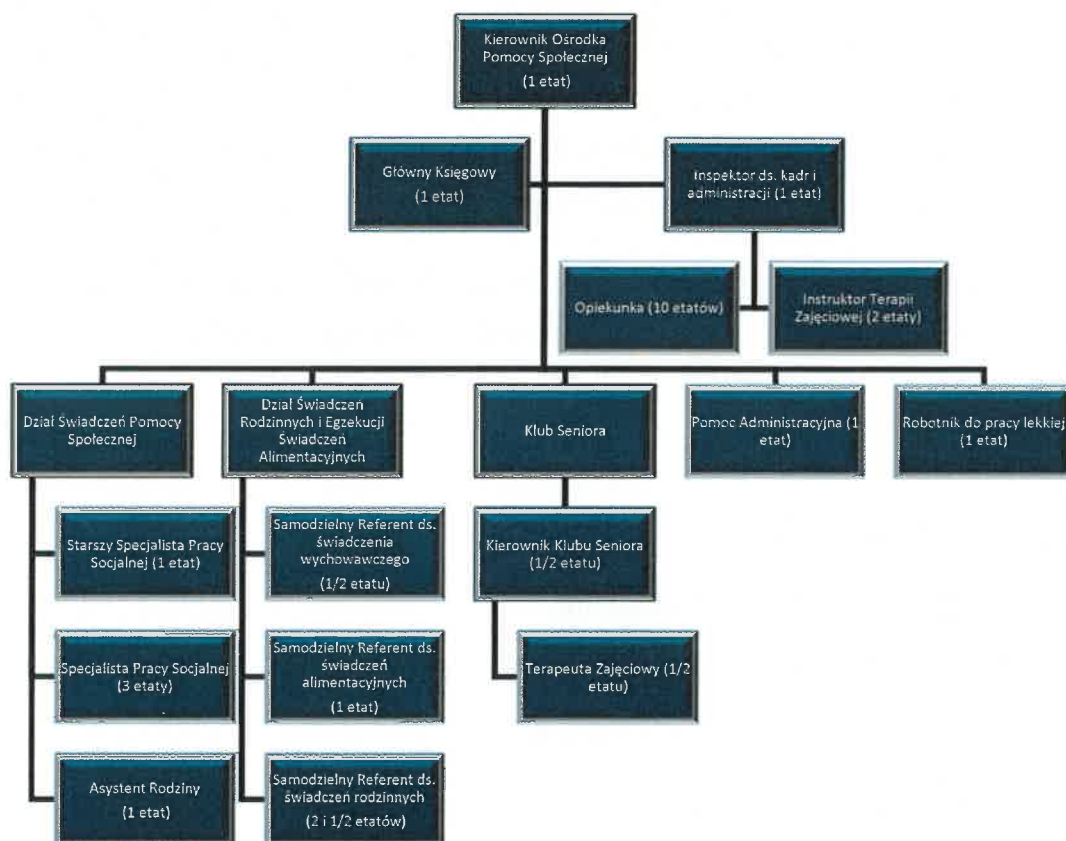 Kierownik Ośrodka
Pomocy Społecznej
(1 etat)
Główny Księgowy
(1 etat)
Inspektor ds. kadr i
administracji (1 etat)
Opiekunka (10 etatów)
Instruktor Terapii
Zajęciowej (2 etaty)
Dział Świadczeń Pomocy
Społecznej
Dział Świadczeń
Rodzinnych i Egzekucji
Świadczeń
Alimentacyjnych
Klub Seniora
Pomoc Administracyjna (1
etat)
Robotnik do pracy lekkiej
(1 etat)
Starszy Specjalista Pracy
Socjalnej (1 etat)
Specjalista Pracy Socjalnej
(3 etaty)
Asystent Rodziny
(1 etat)
Samodzielny Referent ds.
świadczenia
wychowawczego
(1/2 etatu)
Samodzielny Referent ds.
świadczeń
alimentacyjnych
(1 etat)
Samodzielny Referent ds.
świadczeń rodzinnych
(2 i 1/2 etatów)
Kierownik Klubu Seniora
(1/2 etatu)
Terapeuta Zajęciowy (1/2
etatu)